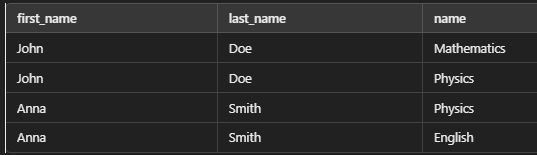 first_name last_name name
John Doe Mathematics
John Doe Physics
Anna Smith Physics
Anna Smith English